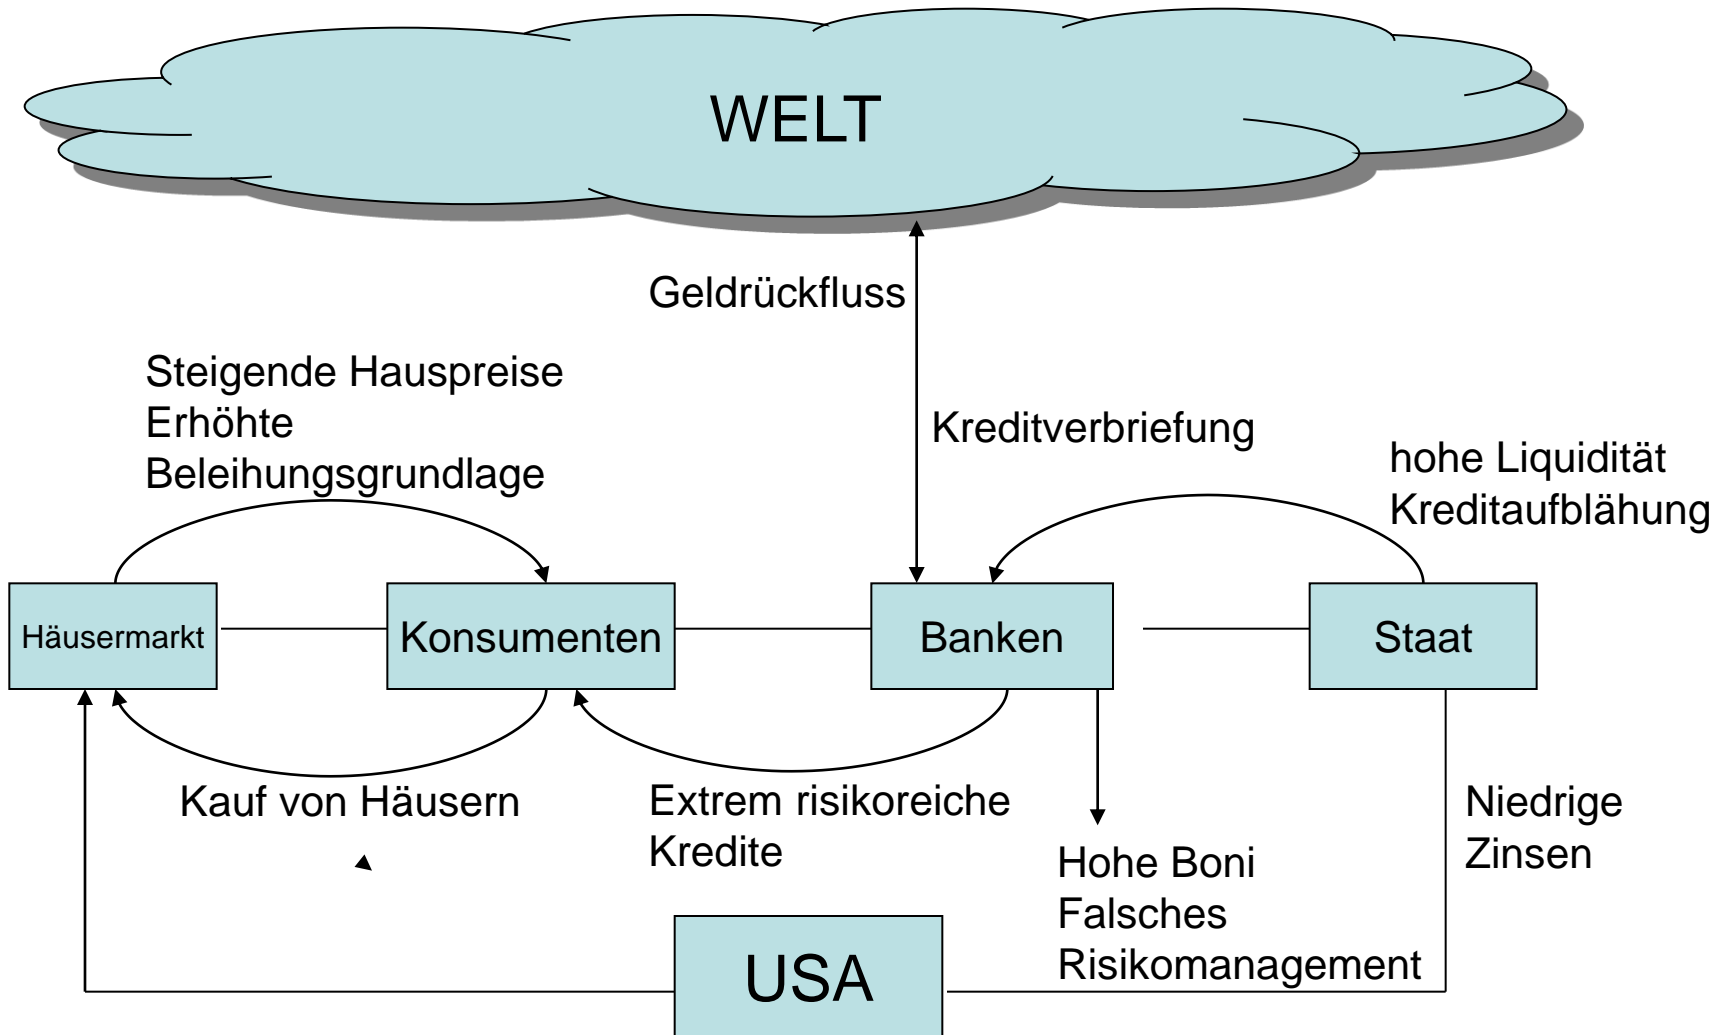 WELT
Geldrückfluss
Steigende Hauspreise
Erhöhte
Beleihungsgrundlage
Kreditverbriefung
hohe Liquidität
Kreditaufblähung
Häusermarkt
Konsumenten
Banken
Staat
Kauf von Häusern
Extrem risikoreiche
Kredite
Hohe Boni
Falsches
Risikomanagement
Niedrige
Zinsen
USA